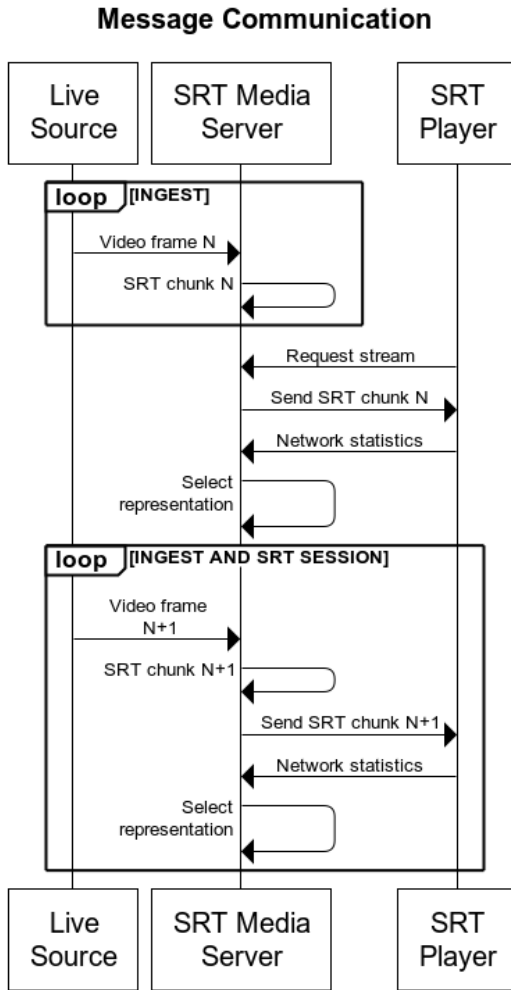 Message Communication
Live
Source
SRT Media
Server
SRT
Player
loop
[INGEST]
Video frame N
SRT chunk N
Request stream
Send SRT chunk N
Network statistics
Select
representation
loop
[INGEST AND SRT SESSION]
Video frame
N+1
SRT chunk N+1
Send SRT chunk N+1
Network statistics
Select
representation
Live
Source
SRT Media
Server
SRT
Player